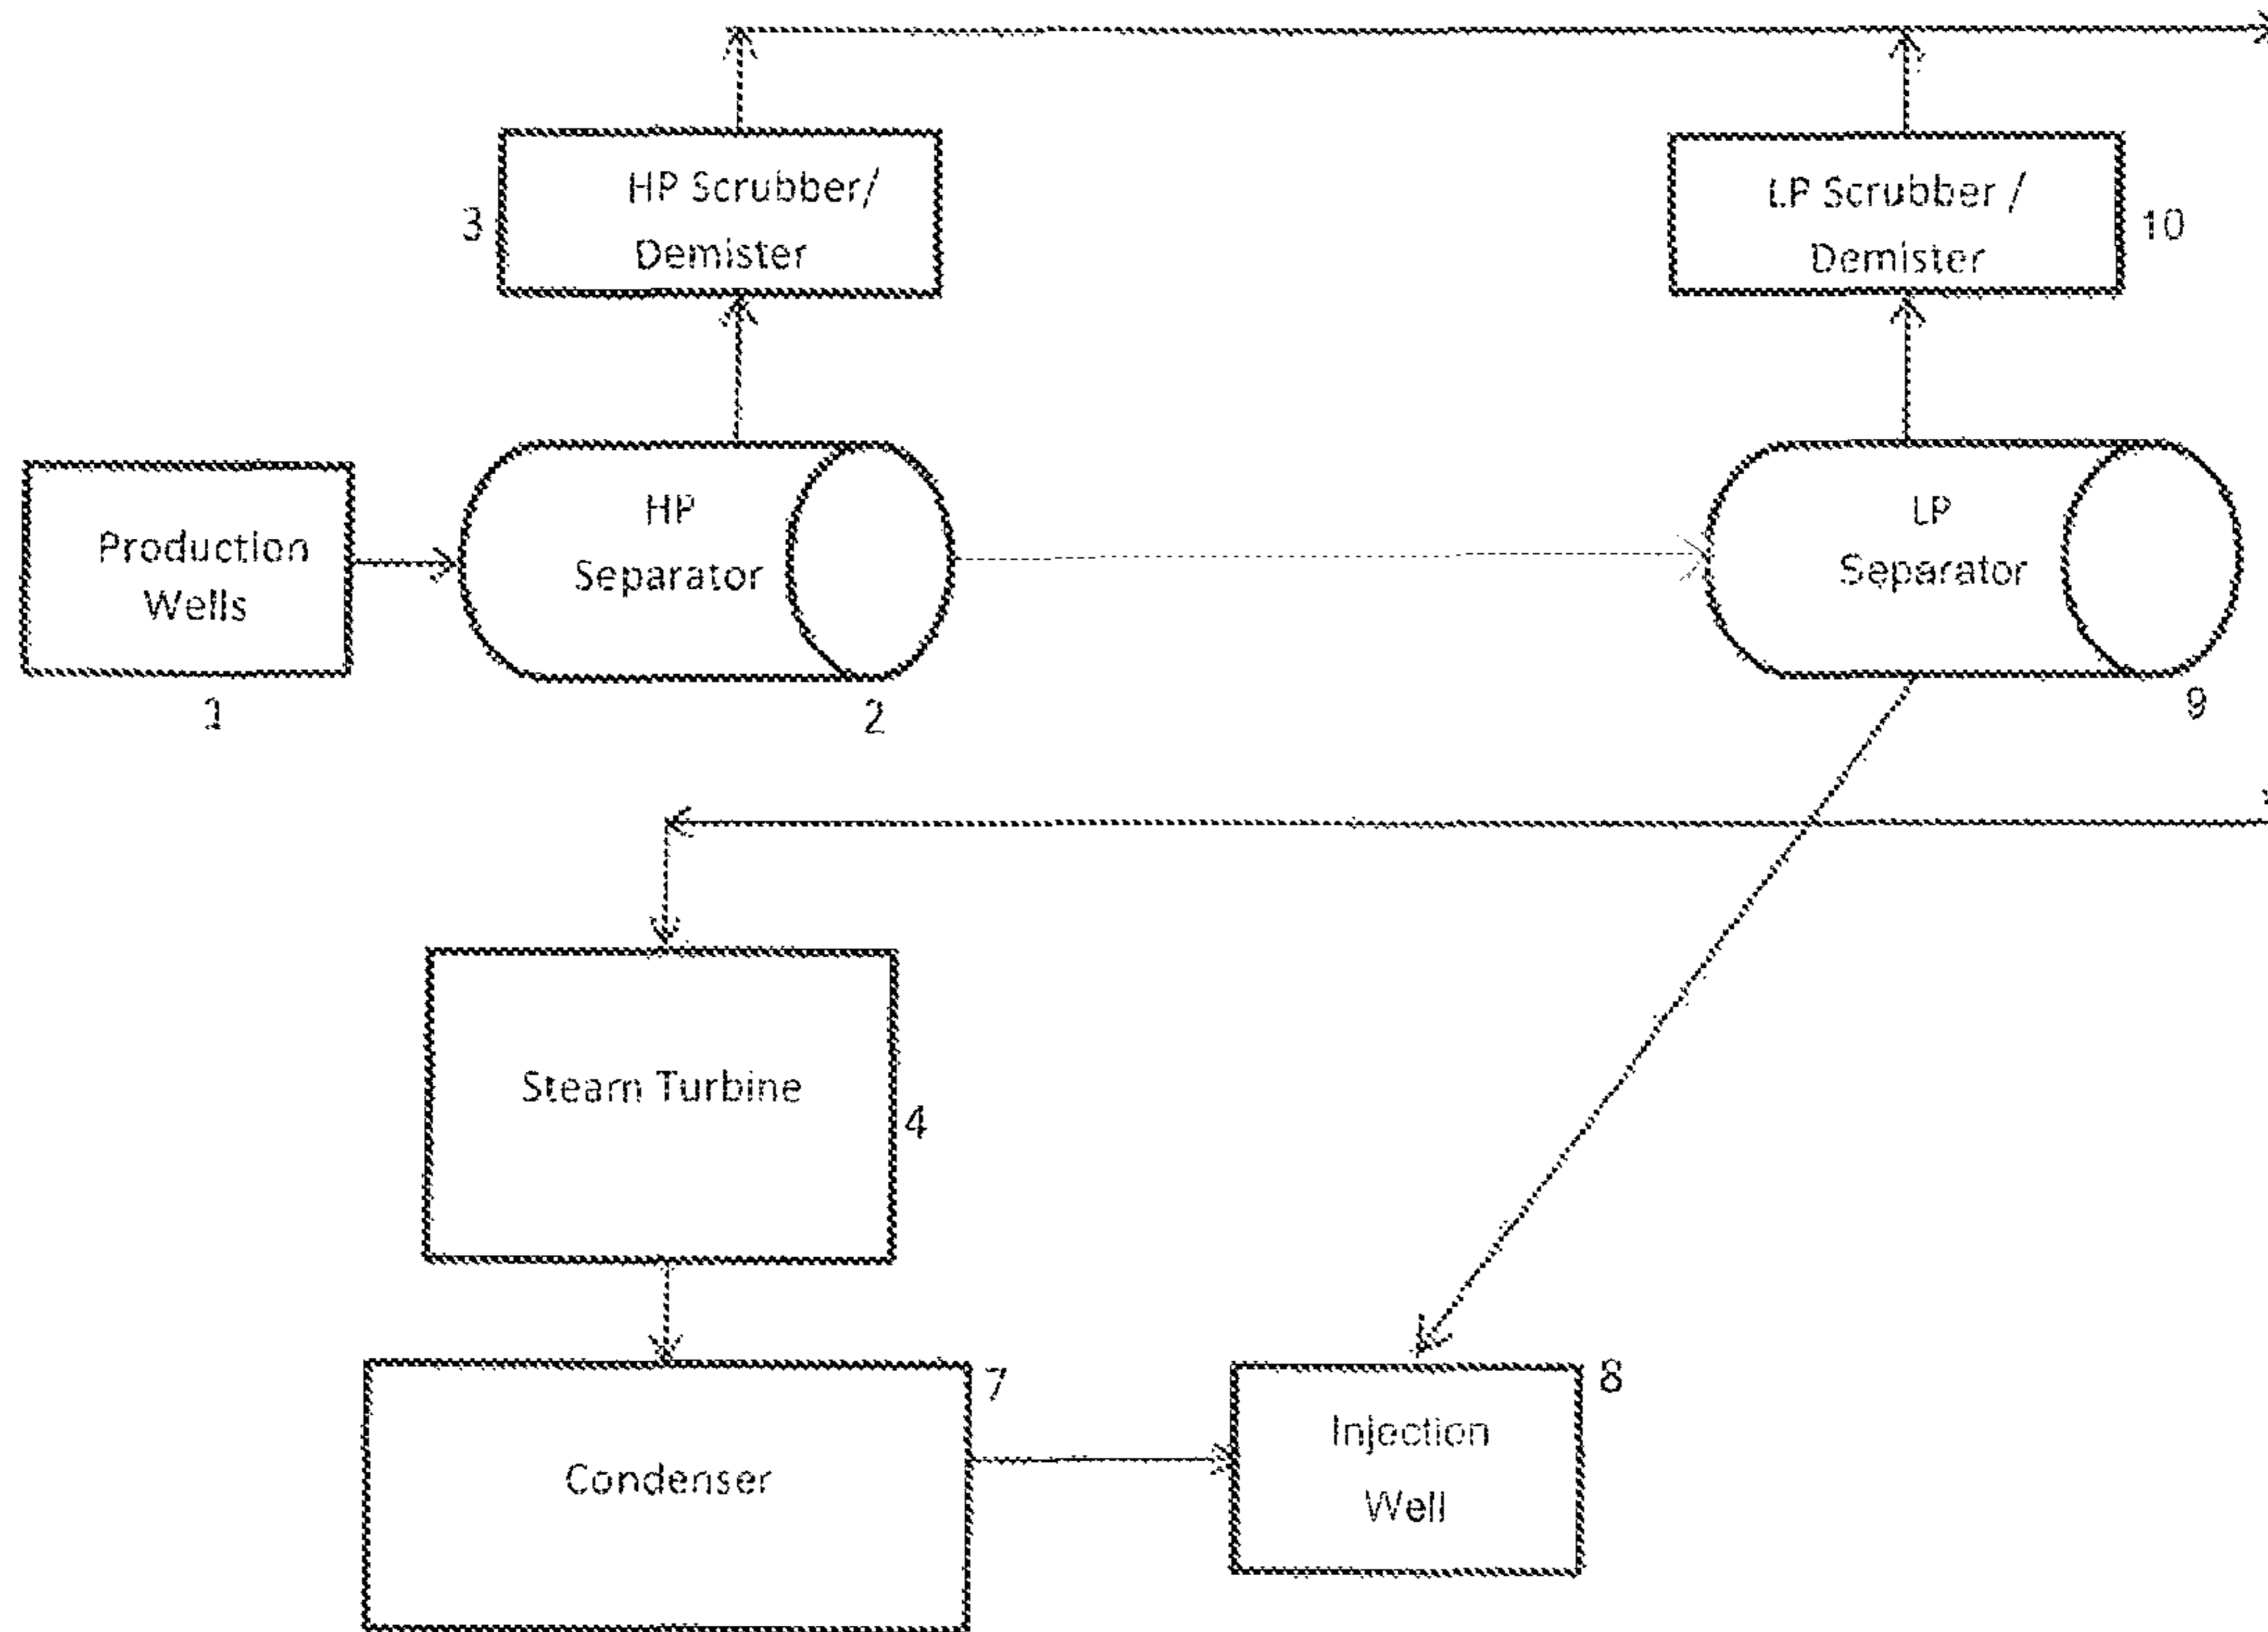 HP Scrubber/
Demister
3
LP Scrubber /
Demister
10
Production
Wells
1
HP
Separator
2
LP
Separator
9
Steam Turbine
4
Condenser
7
Injection
Well
8